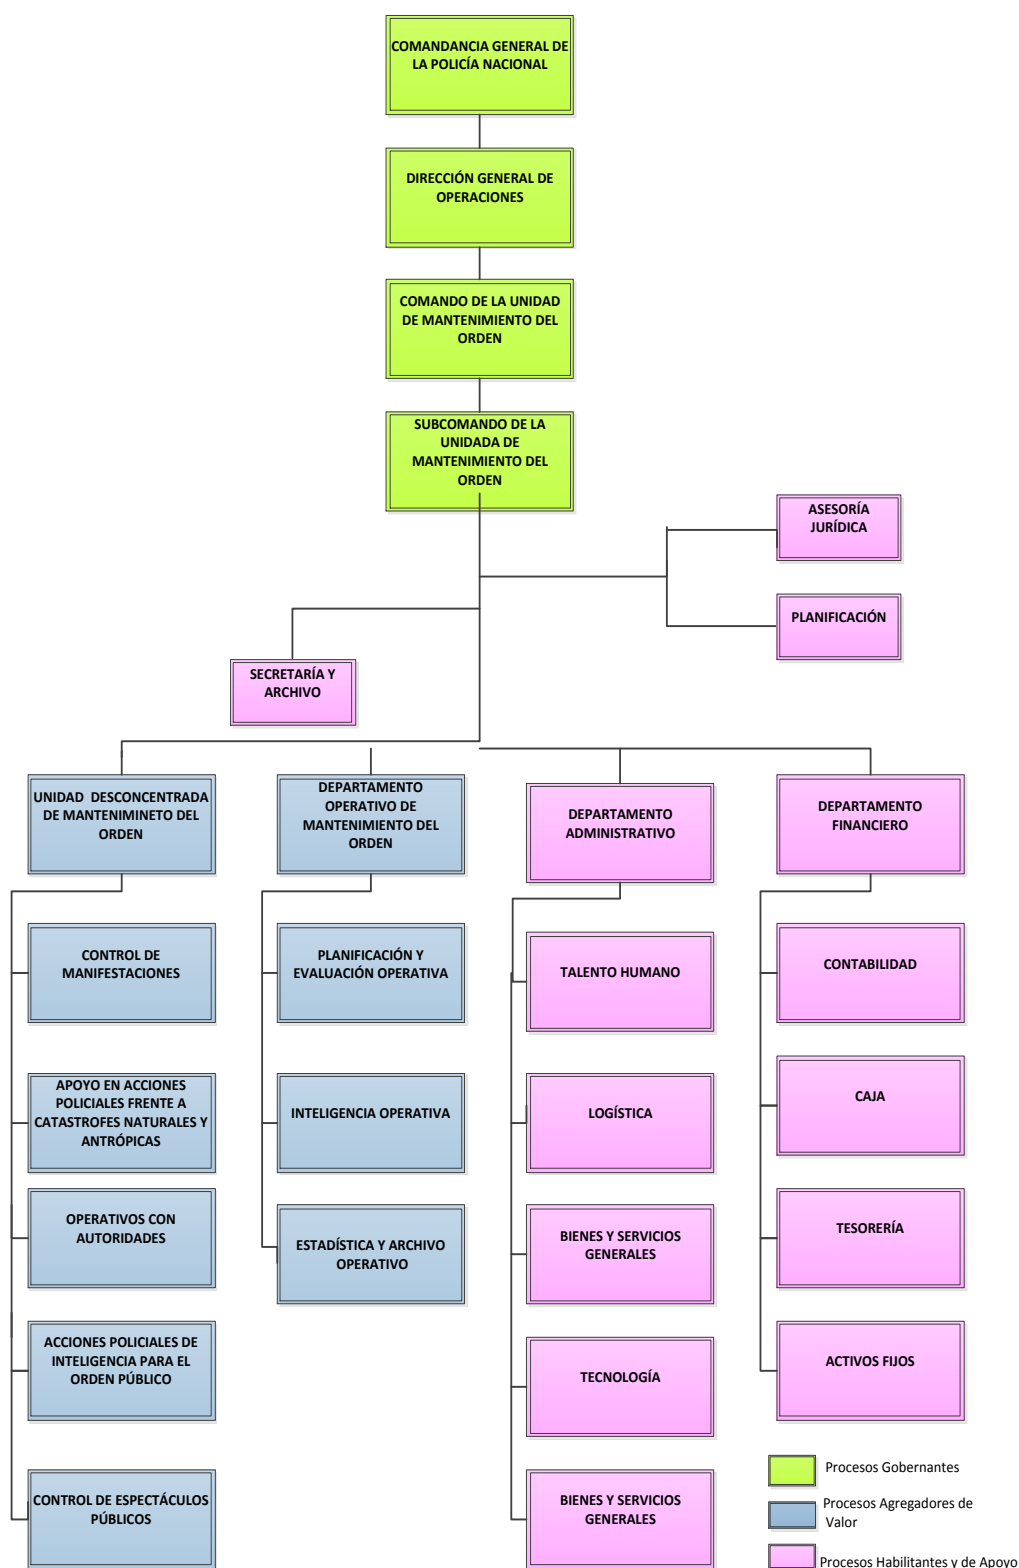 COMANDANCIA GENERAL DE
LA POLICÍA NACIONAL
DIRECCIÓN GENERAL DE
OPERACIONES
COMANDO DE LA UNIDAD
DE MANTENIMIENTO DEL
ORDEN
SUBCOMANDO DE LA
UNIDADA DE
MANTENIMIENTO DEL
ORDEN
ASESORÍA
JURÍDICA
PLANIFICACIÓN
SECRETARÍA Y
ARCHIVO
UNIDAD DESCONCENTRADA
DE MANTENIMINETO DEL
ORDEN
DEPARTAMENTO
OPERATIVO DE
MANTENIMIENTO DEL
ORDEN
DEPARTAMENTO
ADMINISTRATIVO
DEPARTAMENTO
FINANCIERO
CONTROL DE
MANIFESTACIONES
PLANIFICACIÓN Y
EVALUACIÓN OPERATIVA
TALENTO HUMANO
CONTABILIDAD
APOYO EN ACCIONES
POLICIALES FRENTE A
CATASTROFES NATURALES Y
ANTRÓPICAS
INTELIGENCIA OPERATIVA
LOGÍSTICA
CAJA
OPERATIVOS CON
AUTORIDADES
ESTADÍSTICA Y ARCHIVO
OPERATIVO
BIENES Y SERVICIOS
GENERALES
TESORERÍA
ACCIONES POLICIALES DE
INTELIGENCIA PARA EL
ORDEN PÚBLICO
TECNOLOGÍA
ACTIVOS FIJOS
CONTROL DE ESPECTÁCULOS
PÚBLICOS
BIENES Y SERVICIOS
GENERALES
Procesos Gobernantes
Procesos Agregadores de
Valor
Procesos Habilitantes y de Apoyo